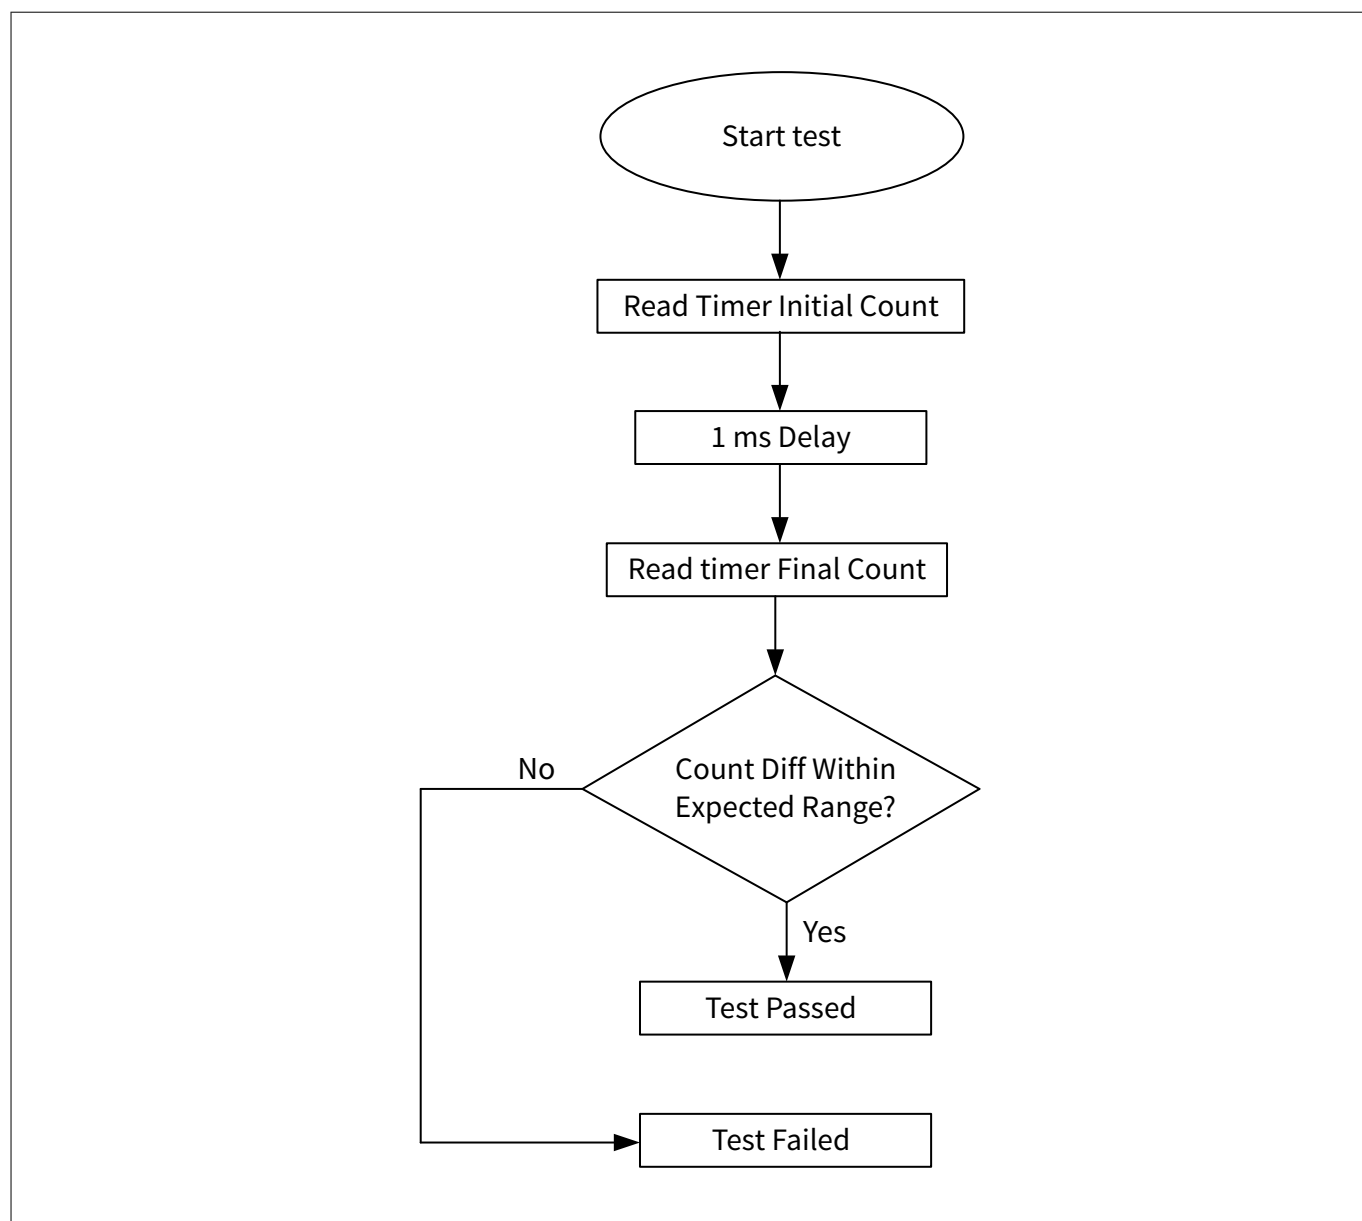 Start test
Read Timer Initial Count
1 ms Delay
Read timer Final Count
Count Diff Within
Expected Range?
No
Yes
Test Passed
Test Failed